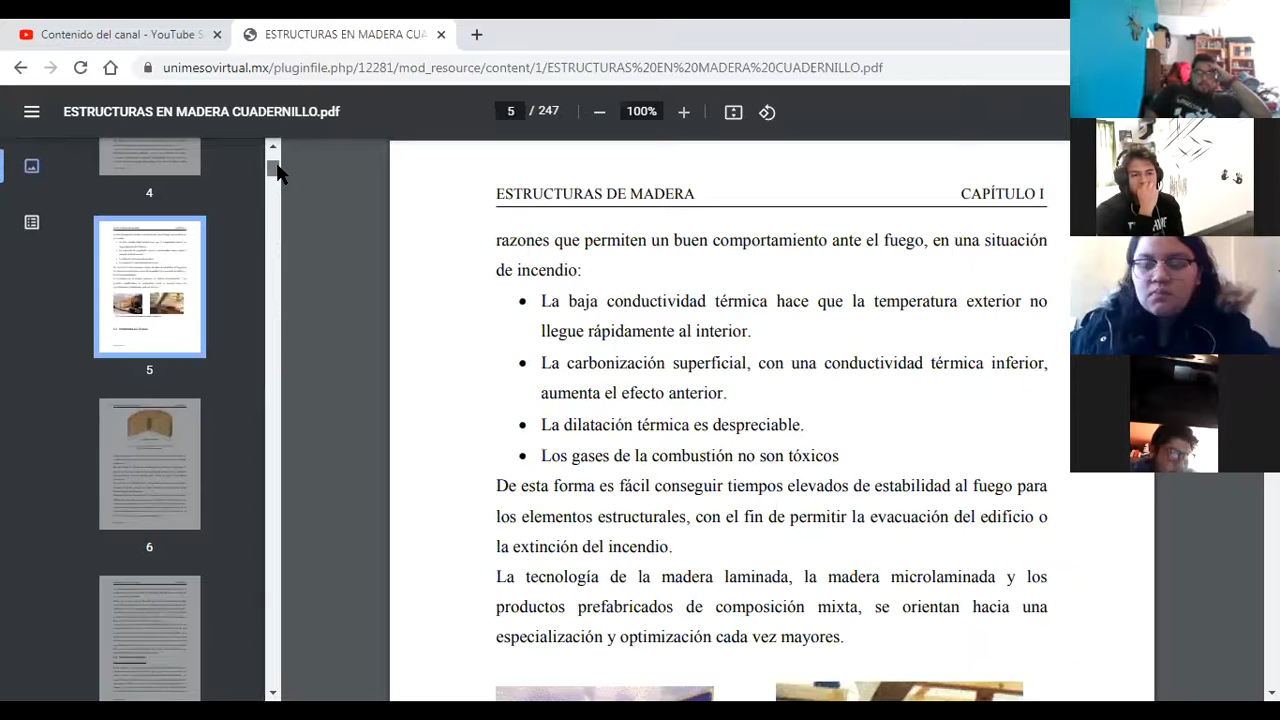 Contenido del canal - YouTube S
ESTRUCTURAS EN MADERA CUA
unimesovirtual.mx/pluginfile.php/12281/mod_resource/content/1/ESTRUCTURAS%20EN%20MADERA%20CUADERNILLO.pdf
ESTRUCTURAS EN MADERA CUADERNILLO.pdf
5 / 247
100%
4
5
6
ESTRUCTURAS DE MADERA CAPÍTULO I
razones que permiten un buen comportamiento ante el fuego, en una situación
de incendio:
• La baja conductividad térmica hace que la temperatura exterior no
llegue rápidamente al interior.
• La carbonización superficial, con una conductividad térmica inferior,
aumenta el efecto anterior.
• La dilatación térmica es despreciable.
• Los gases de la combustión no son tóxicos
De esta forma es fácil conseguir tiempos elevados de estabilidad al fuego para
los elementos estructurales, con el fin de permitir la evacuación del edificio o
la extinción del incendio.
La tecnología de la madera laminada, la madera microlaminada y los
productos prefabricados de composición mixta, se orientan hacia una
especialización y optimización cada vez mayores.